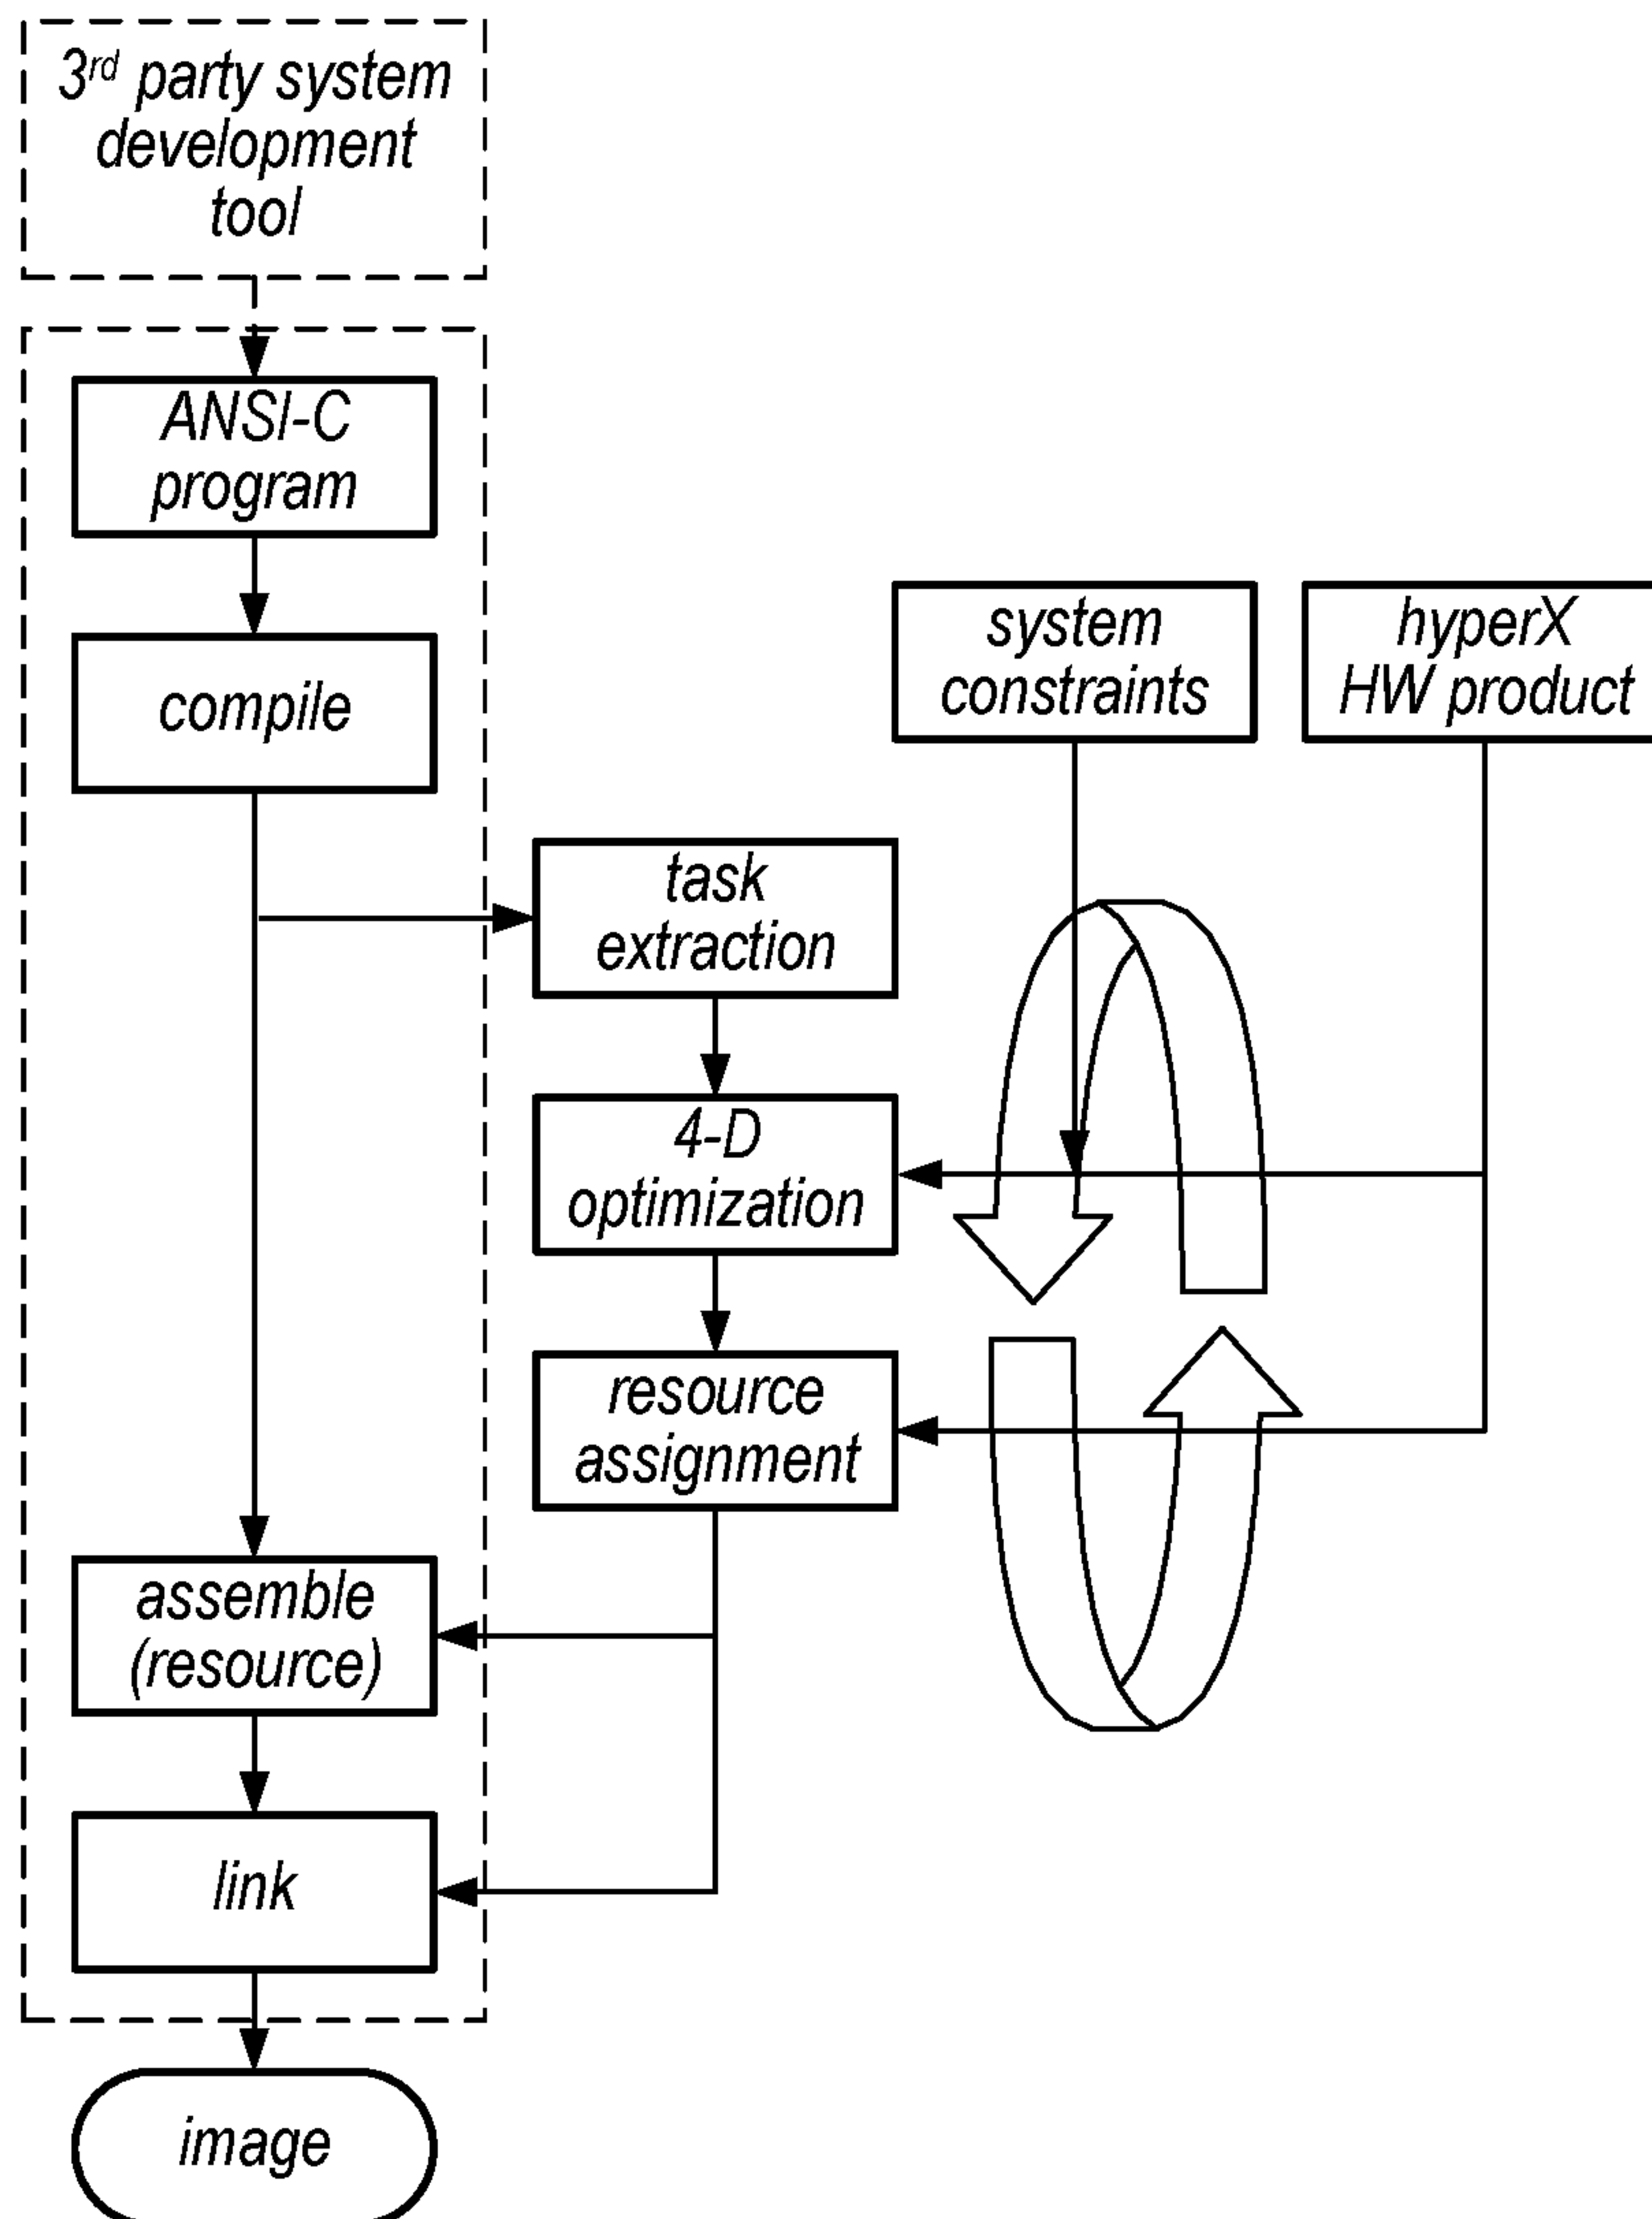 3rd party system
development
tool
ANSI-C
program
compile
system
constraints
hyperX
HW product
task
extraction
4-D
optimization
resource
assignment
assemble
(resource)
link
image